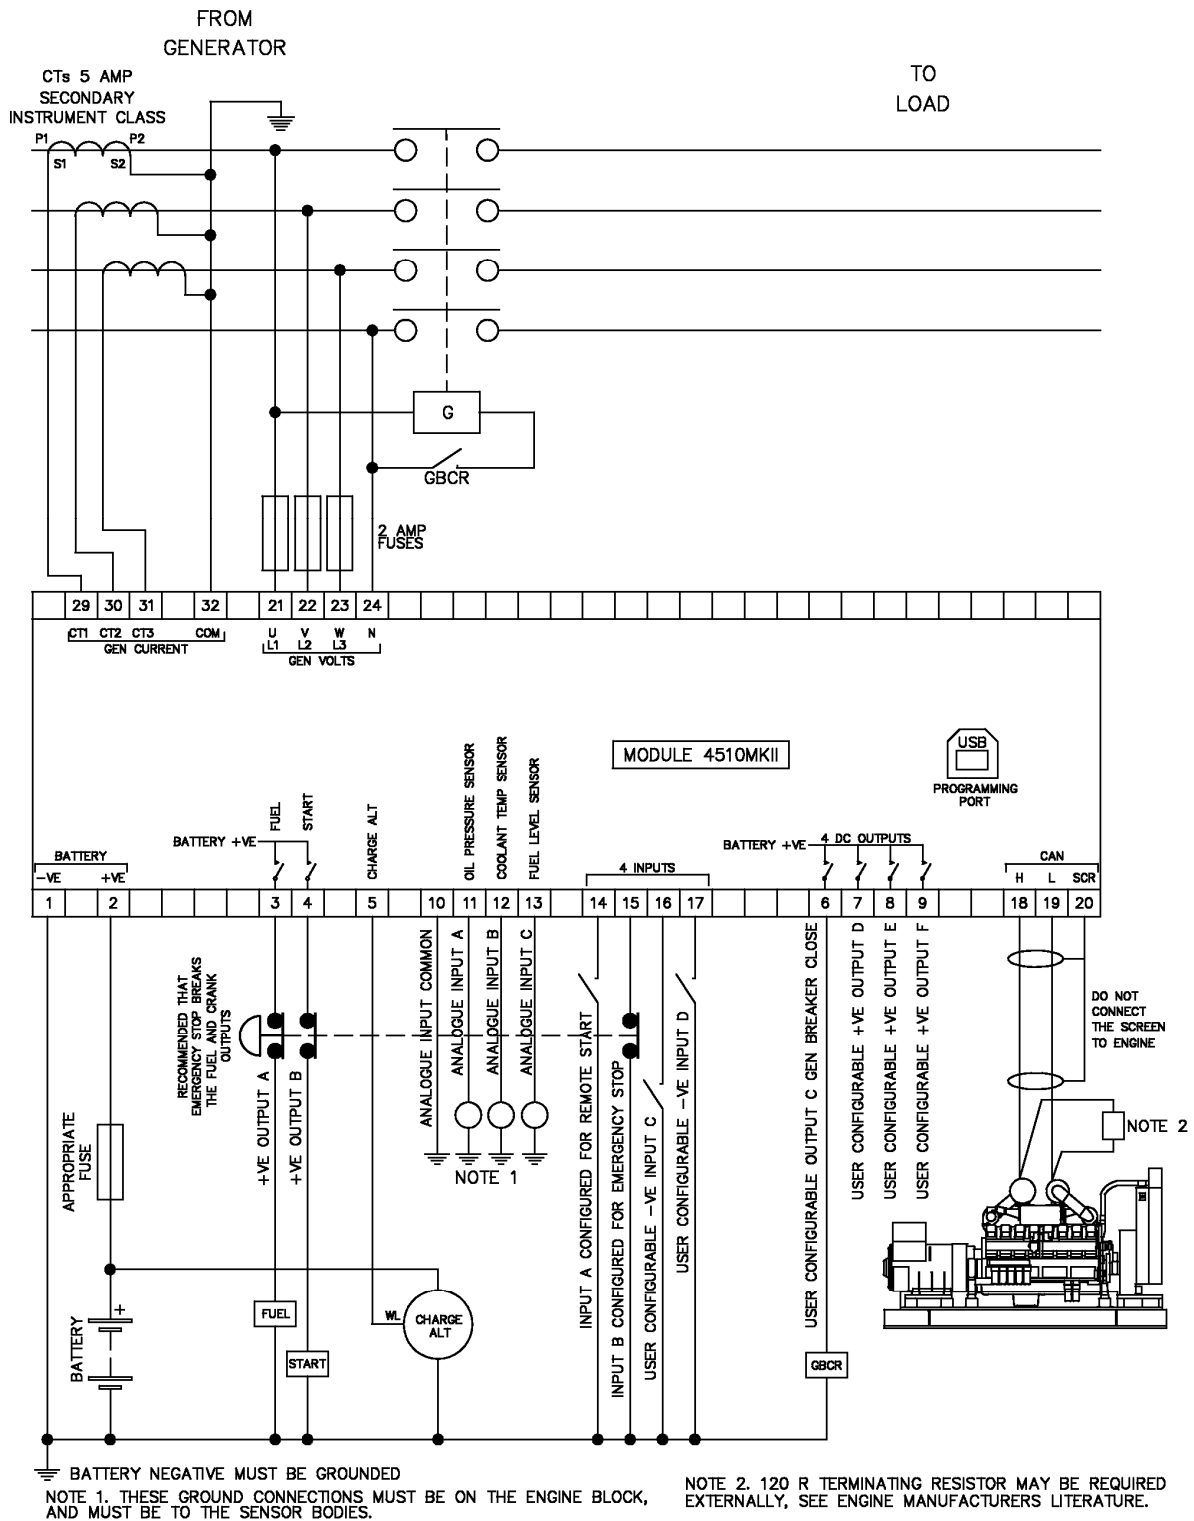 FROM
GENERATOR
CTs 5 AMP
SECONDARY
INSTRUMENT CLASS
TO
LOAD
P1
P2
S1
S2
G
GBCR
2 AMP
FUSES
29
30
31
32
21
22
23
24
CT1
CT2
CT3
COM
GEN CURRENT
U
V
W
N
L1
L2
L3
GEN VOLTS
MODULE 4510MKII
USB
PROGRAMMING
PORT
BATTERY
-VE
+VE
BATTERY +VE
FUEL
START
CHARGE ALT
OIL PRESSURE SENSOR
COOLANT TEMP SENSOR
FUEL LEVEL SENSOR
4 INPUTS
BATTERY +VE
4 DC OUTPUTS
CAN
H
L
SCR
1
2
3
4
5
10
11
12
13
14
15
16
17
6
7
8
9
18
19
20
RECOMMENDED THAT
EMERGENCY STOP BREAKS
THE FUEL AND CRANK
OUTPUTS
+VE OUTPUT A
+VE OUTPUT B
ANALOGUE INPUT COMMON
ANALOGUE INPUT A
ANALOGUE INPUT B
ANALOGUE INPUT C
NOTE 1
INPUT A CONFIGURED FOR REMOTE START
INPUT B CONFIGURED FOR EMERGENCY STOP
USER CONFIGURABLE -VE INPUT C
USER CONFIGURABLE -VE INPUT D
USER CONFIGURABLE OUTPUT C GEN BREAKER CLOSE
USER CONFIGURABLE +VE OUTPUT D
USER CONFIGURABLE +VE OUTPUT E
USER CONFIGURABLE +VE OUTPUT F
DO NOT
CONNECT
THE SCREEN
TO ENGINE
NOTE 2
APPROPRIATE
FUSE
+
BATTERY
FUEL
START
WL
CHARGE
ALT
GBCR
BATTERY NEGATIVE MUST BE GROUNDED
NOTE 1. THESE GROUND CONNECTIONS MUST BE ON THE ENGINE BLOCK,
AND MUST BE TO THE SENSOR BODIES.
NOTE 2. 120 R TERMINATING RESISTOR MAY BE REQUIRED
EXTERNALLY, SEE ENGINE MANUFACTURERS LITERATURE.